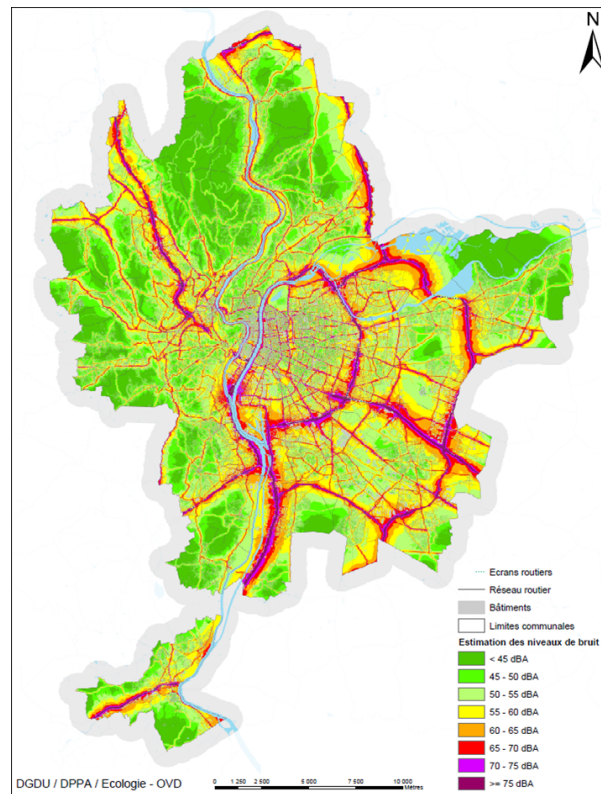 N
Ecrans routiers
Réseau routier
Bâtiments
Limites communales
Estimation des niveaux de bruit
< 45 dBA
45 - 50 dBA
50 - 55 dBA
55 - 60 dBA
60 - 65 dBA
65 - 70 dBA
70 - 75 dBA
>= 75 dBA
DGDU / DPPA / Ecologie - OVD
0 1 250 2 500 5 000 7 500 10 000
Mètres